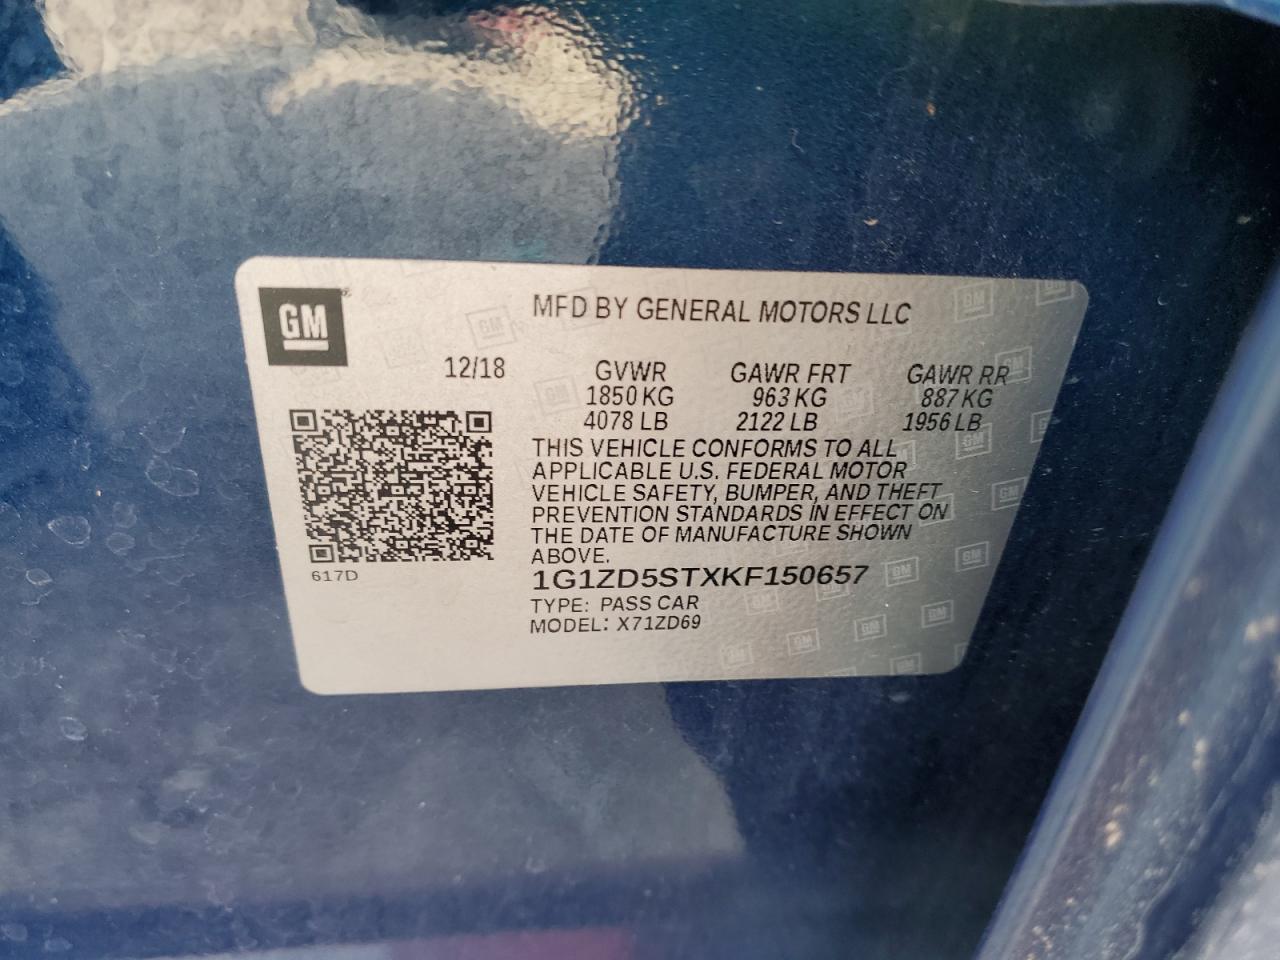 GM
MFD BY GENERAL MOTORS LLC
12/18
GVWR GAWR FRT GAWR RR
1850 KG 963 KG 887 KG
4078 LB 2122 LB 1956 LB
THIS VEHICLE CONFORMS TO ALL
APPLICABLE U.S. FEDERAL MOTOR
VEHICLE SAFETY, BUMPER, AND THEFT
PREVENTION STANDARDS IN EFFECT ON
THE DATE OF MANUFACTURE SHOWN
ABOVE.
617D
1G1ZD5STXKF150657
TYPE: PASS CAR
MODEL: X71ZD69